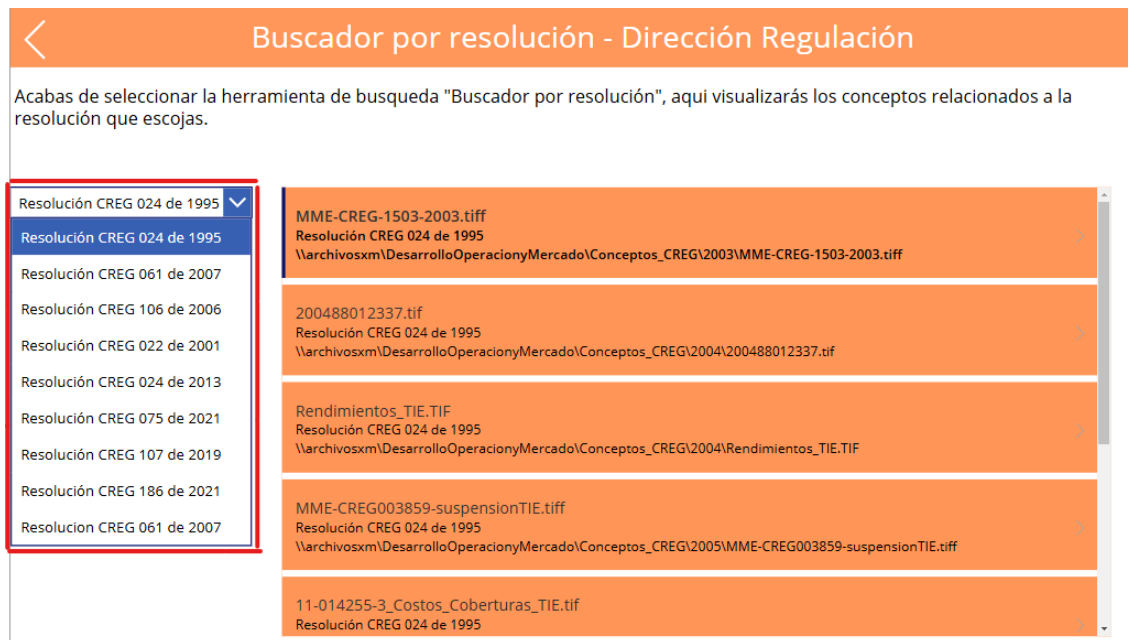 Buscador por resolución - Dirección Regulación
Acabas de seleccionar la herramienta de busqueda "Buscador por resolución", aqui visualizarás los conceptos relacionados a la
resolución que escojas.
Resolución CREG 024 de 1995
Resolución CREG 024 de 1995
Resolución CREG 061 de 2007
Resolución CREG 106 de 2006
Resolución CREG 022 de 2001
Resolución CREG 024 de 2013
Resolución CREG 075 de 2021
Resolución CREG 107 de 2019
Resolución CREG 186 de 2021
Resolucion CREG 061 de 2007
MME-CREG-1503-2003.tiff
Resolución CREG 024 de 1995
\\archivosxm\DesarrolloOperacionyMercado\Conceptos_CREG\2003\MME-CREG-1503-2003.tiff
200488012337.tif
Resolución CREG 024 de 1995
\\archivosxm\DesarrolloOperacionyMercado\Conceptos_CREG\2004\200488012337.tif
Rendimientos_TIE.TIF
Resolución CREG 024 de 1995
\\archivosxm\DesarrolloOperacionyMercado\Conceptos_CREG\2004\Rendimientos_TIE.TIF
MME-CREG003859-suspensionTIE.tiff
Resolución CREG 024 de 1995
\\archivosxm\DesarrolloOperacionyMercado\Conceptos_CREG\2005\MME-CREG003859-suspensionTIE.tiff
11-014255-3_Costos_Coberturas_TIE.tif
Resolución CREG 024 de 1995